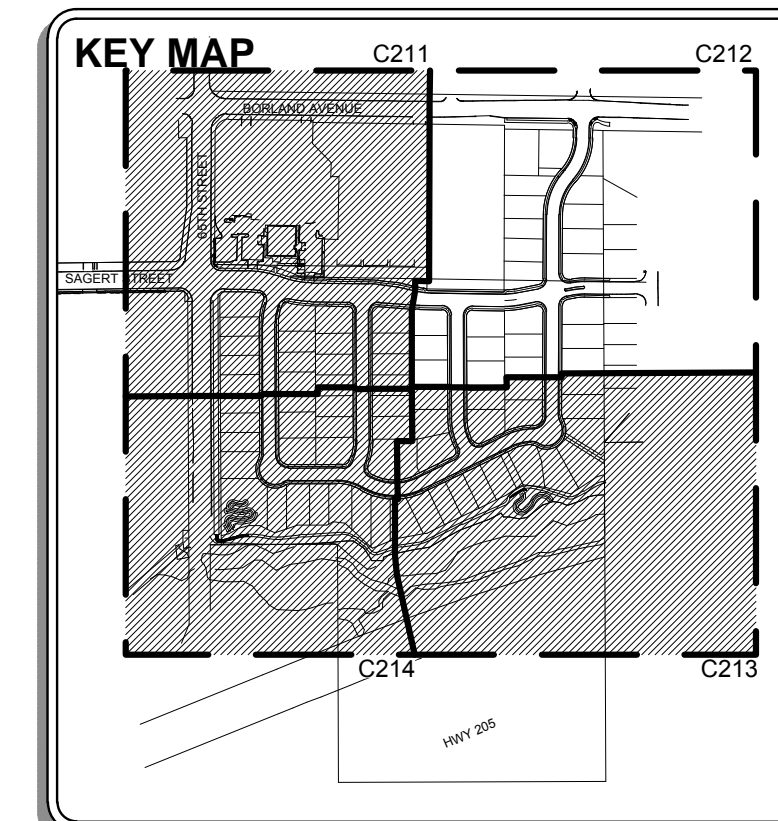 KEY MAP
C211
C212
BORLAND AVENUE
65TH STREET
SAGERT STREET
C214
C213
HWY 205